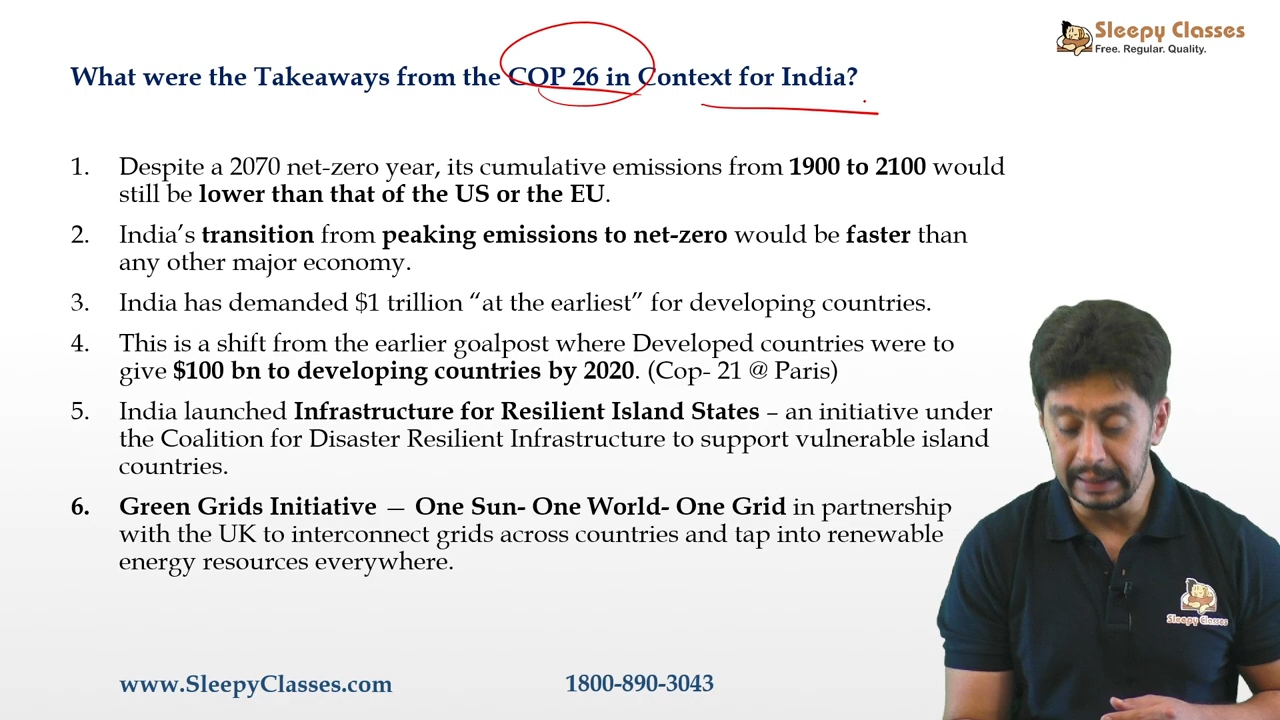 Sleepy Classes
Free. Regular. Quality.
What were the Takeaways from the COP 26 in Context for India?
1. Despite a 2070 net-zero year, its cumulative emissions from 1900 to 2100 would
still be lower than that of the US or the EU.
2. India’s transition from peaking emissions to net-zero would be faster than
any other major economy.
3. India has demanded $1 trillion “at the earliest” for developing countries.
4. This is a shift from the earlier goalpost where Developed countries were to
give $100 bn to developing countries by 2020. (Cop- 21 @ Paris)
5. India launched Infrastructure for Resilient Island States – an initiative under
the Coalition for Disaster Resilient Infrastructure to support vulnerable island
countries.
6. Green Grids Initiative — One Sun- One World- One Grid in partnership
with the UK to interconnect grids across countries and tap into renewable
energy resources everywhere.
Sleepy Classes
www.SleepyClasses.com
1800-890-3043